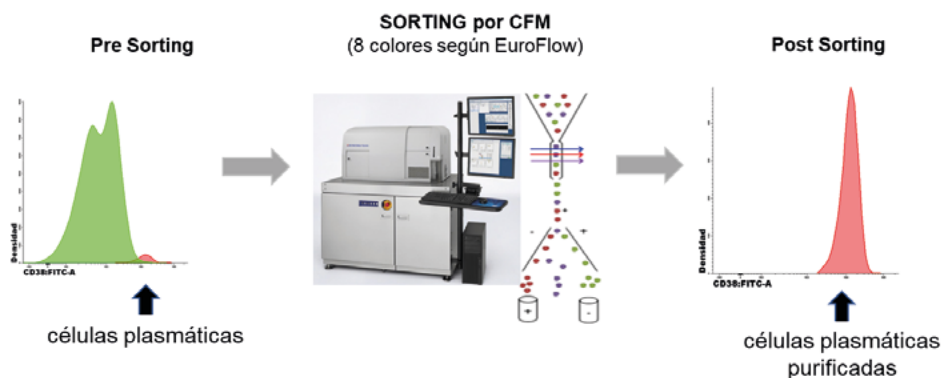 Pre Sorting
SORTING por CFM
(8 colores según EuroFlow)
Post Sorting
Densidad
CD38:FITC-A
células plasmáticas
-
+
+
+
-
Densidad
CD38:FITC-A
células plasmáticas
purificadas